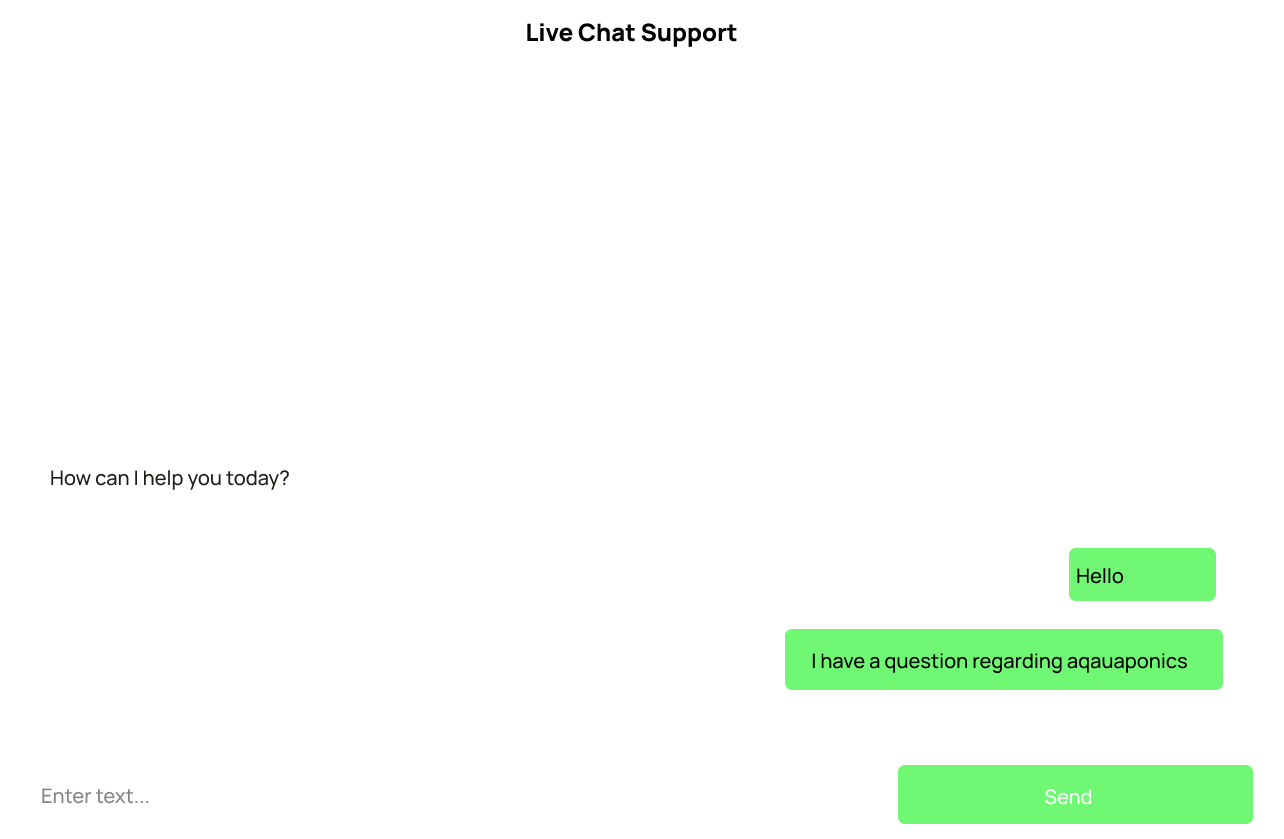 Live Chat Support
How can I help you today?
Hello
I have a question regarding aqauaponics
Enter text...
Send